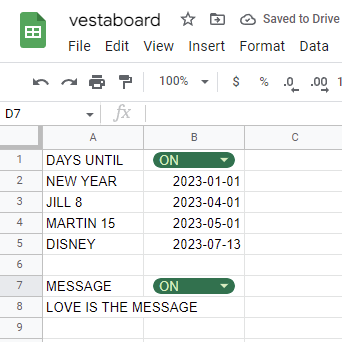 vestaboard Saved to Drive
File Edit View Insert Format Data
100% $ % .0 .00 1
D7 fx
A B C
1 DAYS UNTIL ON
2 NEW YEAR 2023-01-01
3 JILL 8 2023-04-01
4 MARTIN 15 2023-05-01
5 DISNEY 2023-07-13
6
7 MESSAGE ON
8 LOVE IS THE MESSAGE
9